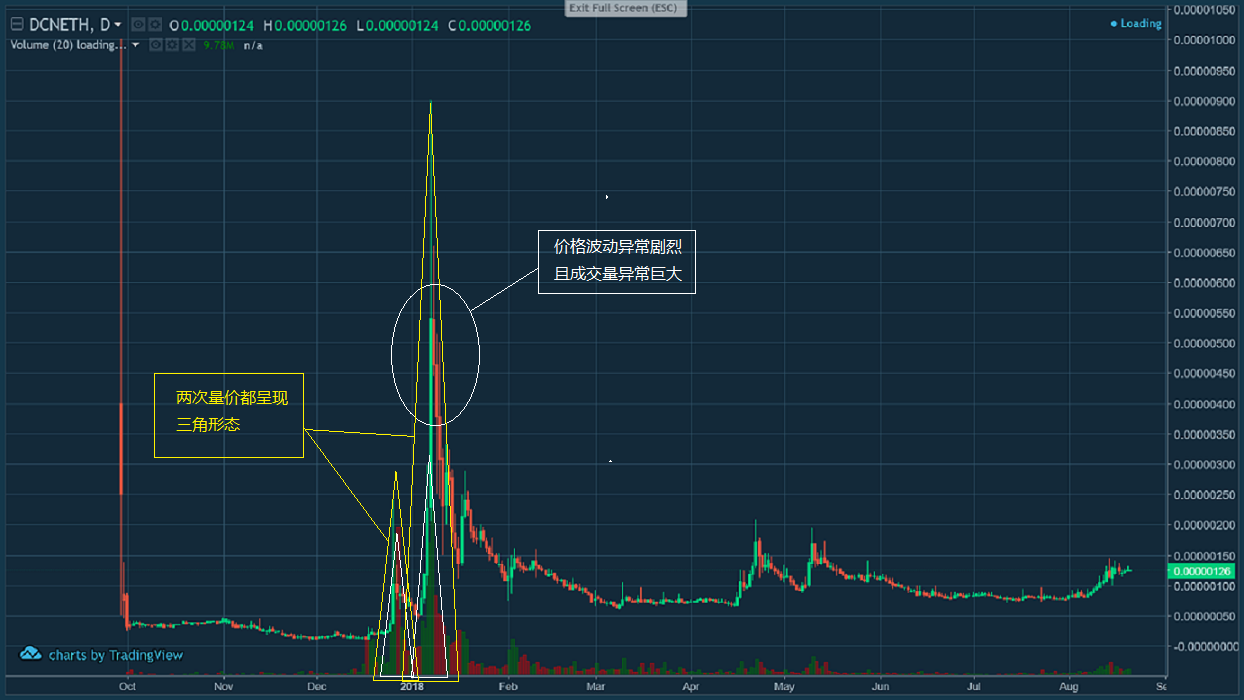 Exit Full Screen (ESC)
DCNETH, D O0.00000124 H0.00000126 L0.00000124 C0.00000126
Loading
Volume (20) loading... 9.78M n/a
0.00001050
0.00001000
0.00000950
0.00000900
0.00000850
0.00000800
0.00000750
0.00000700
0.00000650
0.00000600
0.00000550
0.00000500
0.00000450
0.00000400
0.00000350
0.00000300
0.00000250
0.00000200
0.00000150
0.00000126
0.00000100
0.00000050
-0.00000000
价格波动异常剧烈
且成交量异常巨大
两次量价都呈现
三角形态
charts by TradingView
Oct Nov Dec 2018 Feb Mar Apr May Jun Jul Aug Se